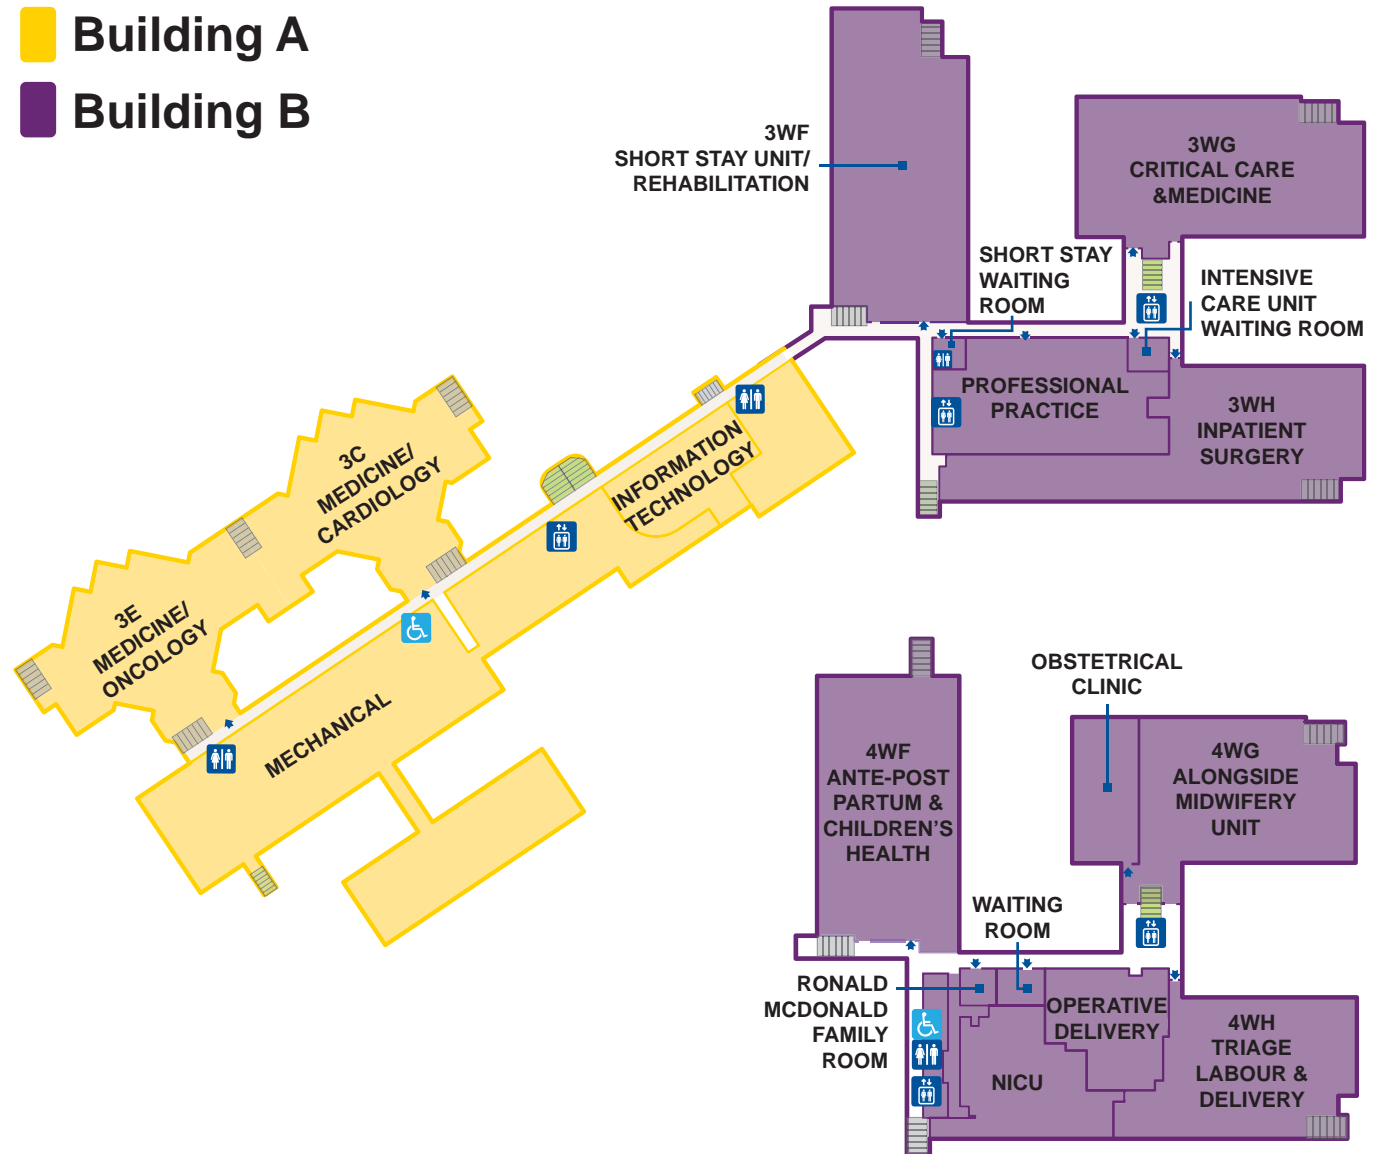 Building A
Building B
3WF
SHORT STAY UNIT/
REHABILITATION
3WG
CRITICAL CARE
&MEDICINE
SHORT STAY
WAITING
ROOM
INTENSIVE
CARE UNIT
WAITING ROOM
PROFESSIONAL
PRACTICE
3WH
INPATIENT
SURGERY
3C
MEDICINE/
CARDIOLOGY
INFORMATION
TECHNOLOGY
3E
MEDICINE/
ONCOLOGY
MECHANICAL
OBSTETRICAL
CLINIC
4WF
ANTE-POST
PARTUM &
CHILDREN'S
HEALTH
4WG
ALONGSIDE
MIDWIFERY
UNIT
WAITING
ROOM
RONALD
MCDONALD
FAMILY
ROOM
OPERATIVE
DELIVERY
NICU
4WH
TRIAGE
LABOUR &
DELIVERY